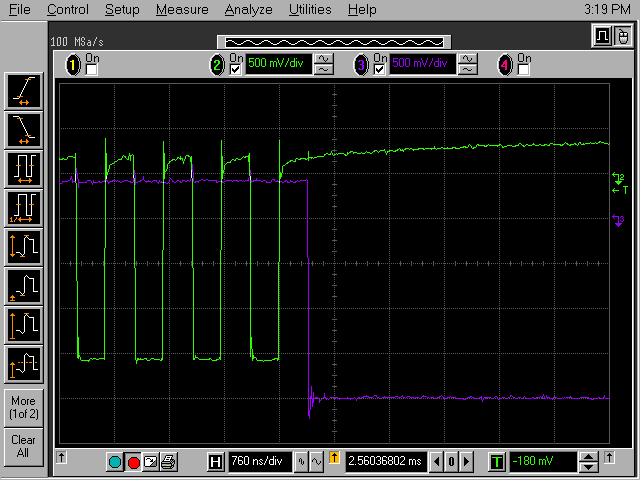 File Control Setup Measure Analyze Utilities Help 3:19 PM
100 MSa/s
1 On 2 On 500 mV/div 3 On 500 mV/div 4 On
2
T
3
1/
More
(1of 2)
Clear
All
H 760 ns/div 2.56036802 ms 0 T -180 mV